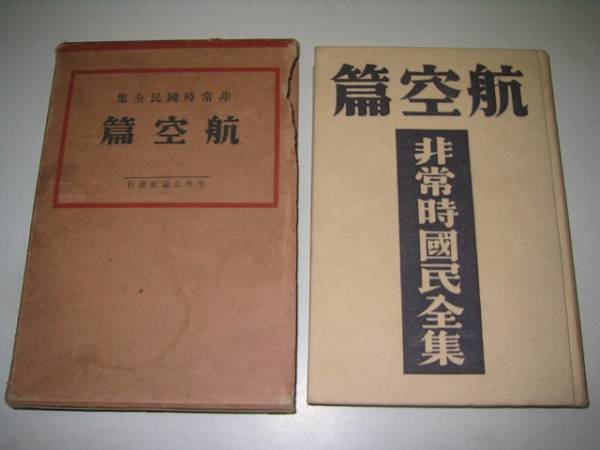 非常時國民全集
航空篇
中央公論社發行
航空篇
非常時國民全集